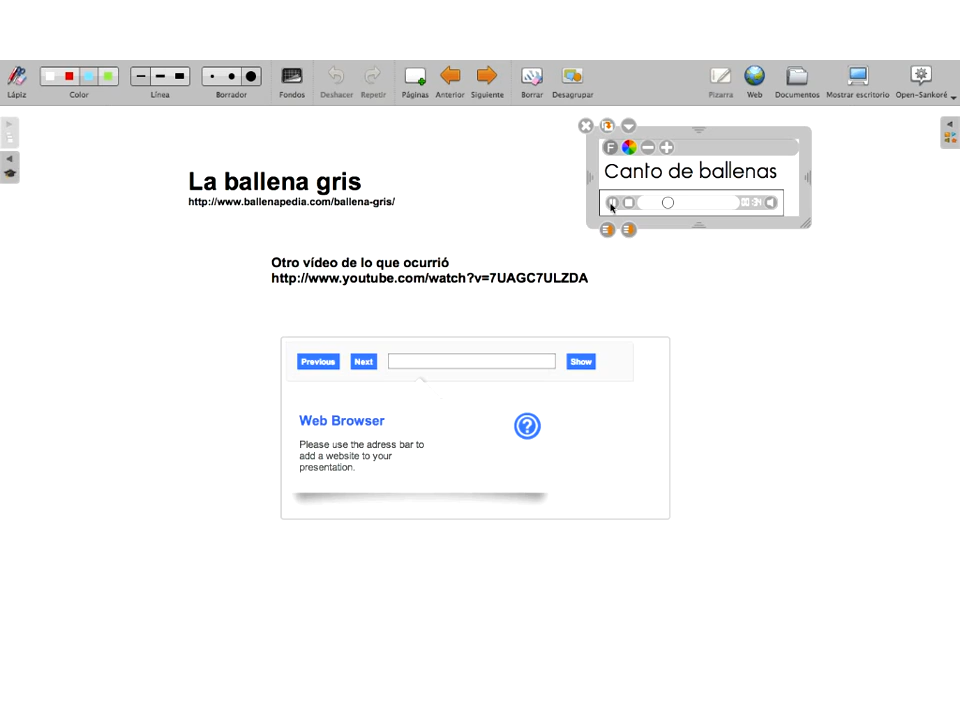 Lápiz Color Línea Borrador Fondos Deshacer Repetir Páginas Anterior Siguiente Borrar Desagrupar Pizarra Web Documentos Mostrar escritorio Open-Sankoré
F
Canto de ballenas
La ballena gris
http://www.ballenapedia.com/ballena-gris/
Otro vídeo de lo que ocurrió
http://www.youtube.com/watch?v=7UAGC7ULZDA
Previous Next Show
Web Browser
?
Please use the adress bar to
add a website to your
presentation.